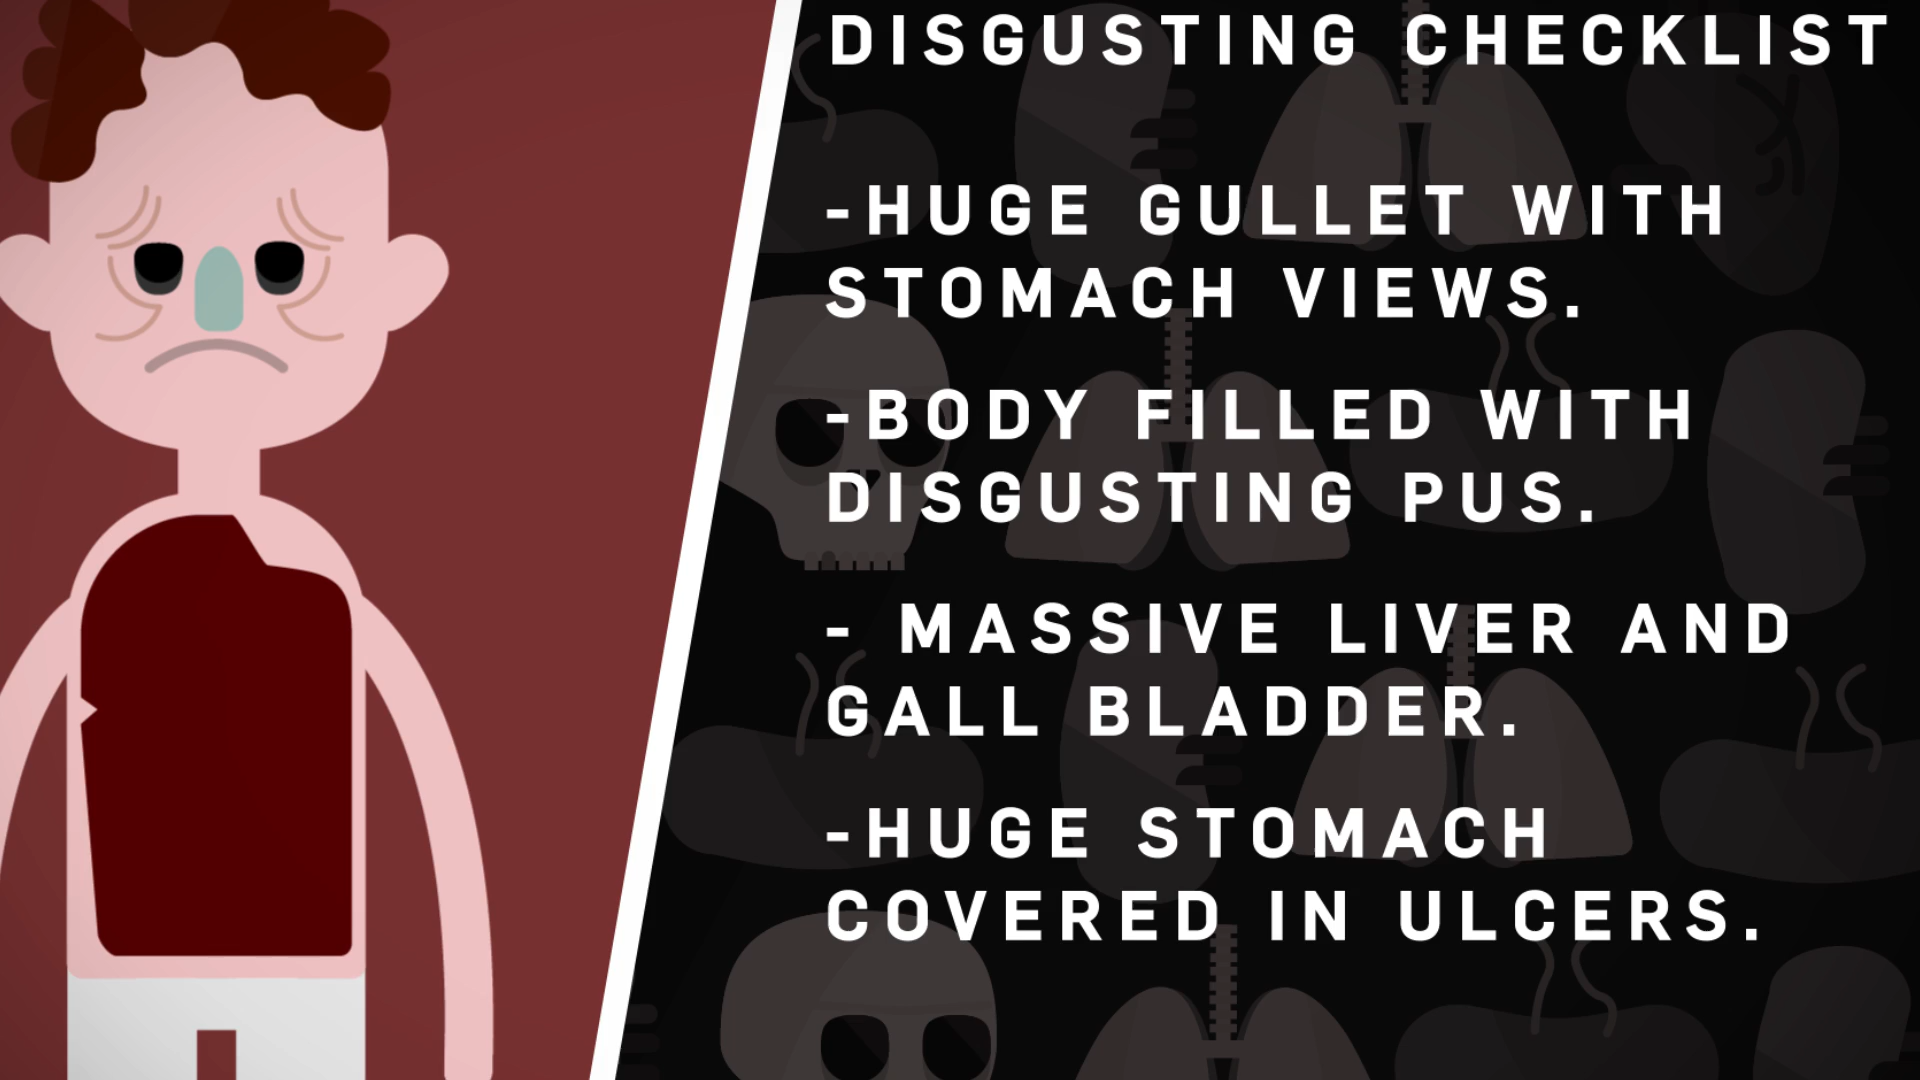 DISGUSTING CHECKLIST
-HUGE GULLET WITH
STOMACH VIEWS.
-BODY FILLED WITH
DISGUSTING PUS.
- MASSIVE LIVER AND
GALL BLADDER.
-HUGE STOMACH
COVERED IN ULCERS.